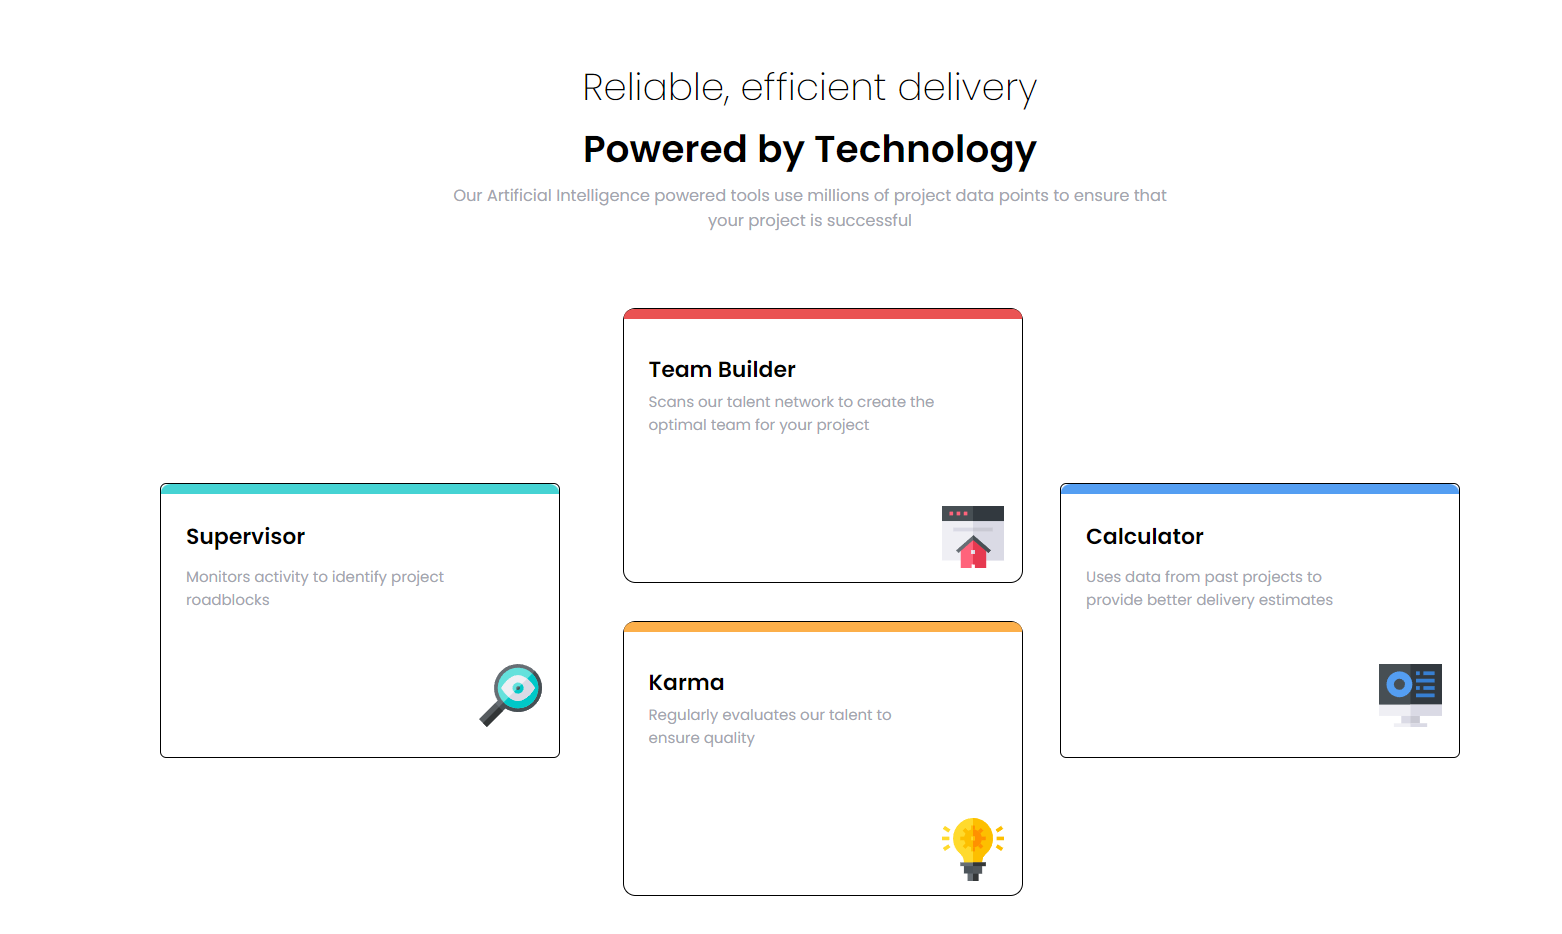 Reliable, efficient delivery
Powered by Technology
Our Artificial Intelligence powered tools use millions of project data points to ensure that
your project is successful
Team Builder
Scans our talent network to create the
optimal team for your project
Supervisor
Monitors activity to identify project
roadblocks
Calculator
Uses data from past projects to
provide better delivery estimates
Karma
Regularly evaluates our talent to
ensure quality